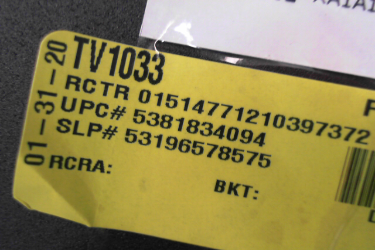 01-31-20
TV1033
RCTR 01514771210397372
UPC# 5381834094
SLP# 53196578575
RCRA:
BKT: